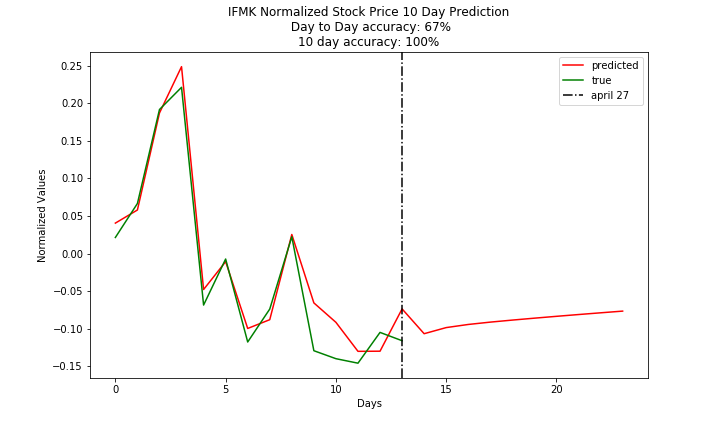 IFMK Normalized Stock Price 10 Day Prediction
Day to Day accuracy: 67%
10 day accuracy: 100%
predicted
true
april 27
Normalized Values
0.25
0.20
0.15
0.10
0.05
0.00
−0.05
−0.10
−0.15
0
5
10
15
20
Days